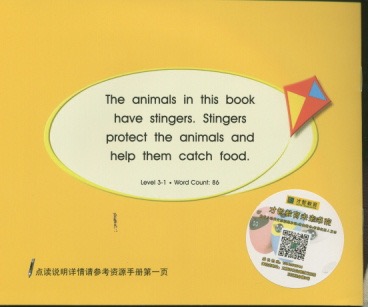 The animals in this book
have stingers. Stingers
protect the animals and
help them catch food.
Level 3-1 • Word Count: 86
点读说明详情请参考资源手册第一页